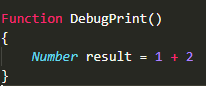 Function DebugPrint()
{
    Number result = 1 + 2
}